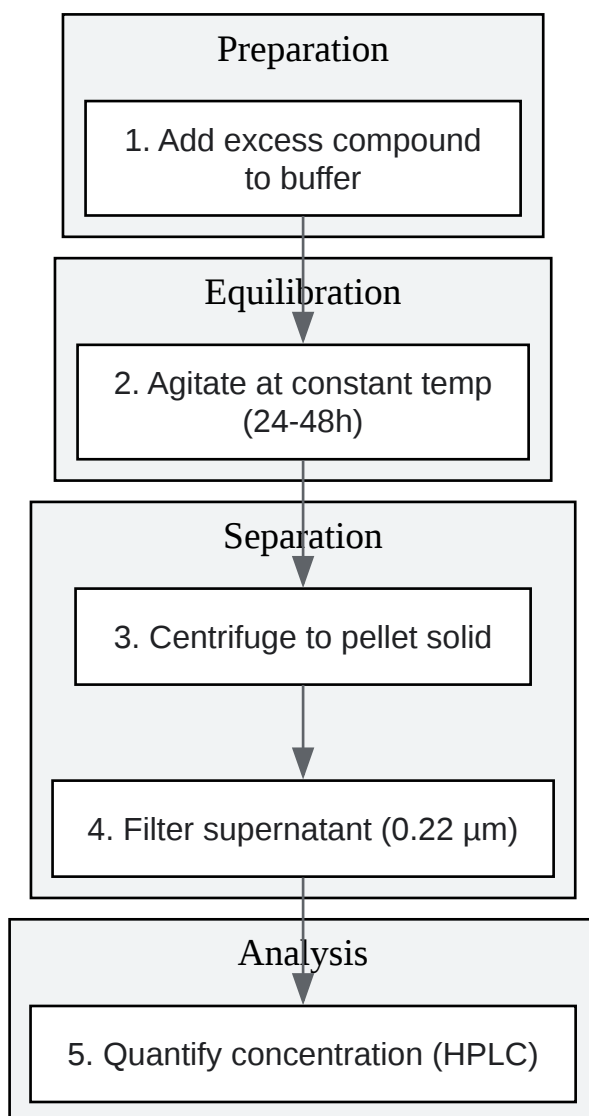 Preparation
1. Add excess compound
to buffer
Equilibration
2. Agitate at constant temp
(24-48h)
Separation
3. Centrifuge to pellet solid
4. Filter supernatant (0.22 µm)
Analysis
5. Quantify concentration (HPLC)